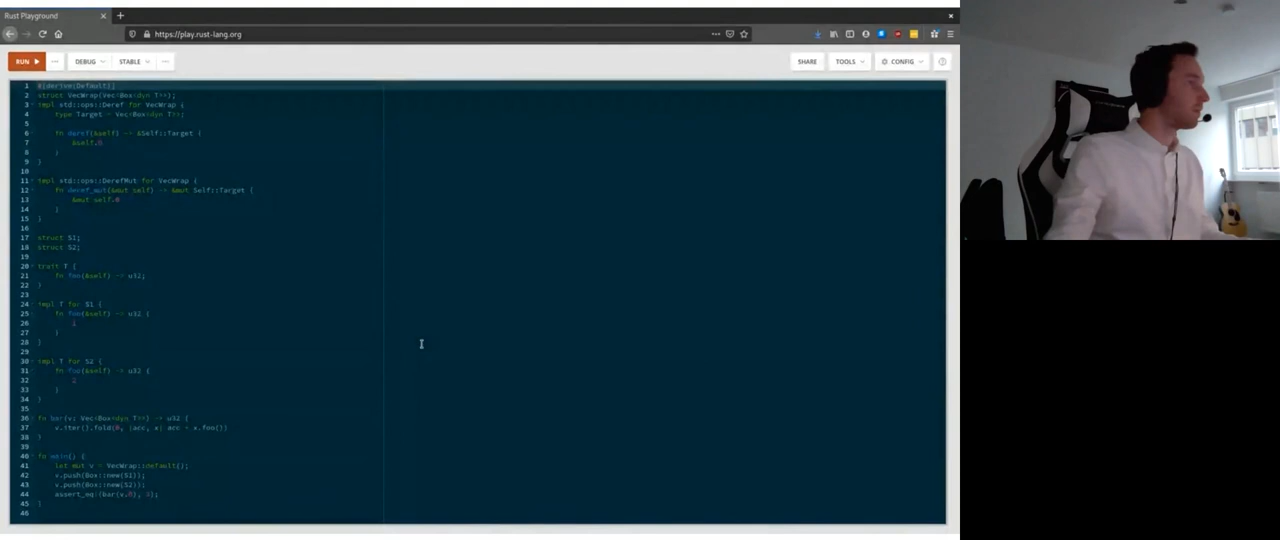 Rust Playground
https://play.rust-lang.org
RUN
DEBUG
STABLE
SHARE
TOOLS
CONFIG
1 #[derive(Default)]
2 struct VecWrap(Vec<Box<dyn T>>);
3 impl std::ops::Deref for VecWrap {
4 type Target = Vec<Box<dyn T>>;
5
6 fn deref(&self) -> &Self::Target {
7 &self.0
8 }
9 }
10
11 impl std::ops::DerefMut for VecWrap {
12 fn deref_mut(&mut self) -> &mut Self::Target {
13 &mut self.0
14 }
15 }
16
17 struct S1;
18 struct S2;
19
20 trait T {
21 fn foo(&self) -> u32;
22 }
23
24 impl T for S1 {
25 fn foo(&self) -> u32 {
26 1
27 }
28 }
29
30 impl T for S2 {
31 fn foo(&self) -> u32 {
32 2
33 }
34 }
35
36 fn bar(v: Vec<Box<dyn T>>) -> u32 {
37 v.iter().fold(0, |acc, x| acc + x.foo())
38 }
39
40 fn main() {
41 let mut v = VecWrap::default();
42 v.push(Box::new(S1));
43 v.push(Box::new(S2));
44 assert_eq!(bar(v.0), 3);
45 }
46